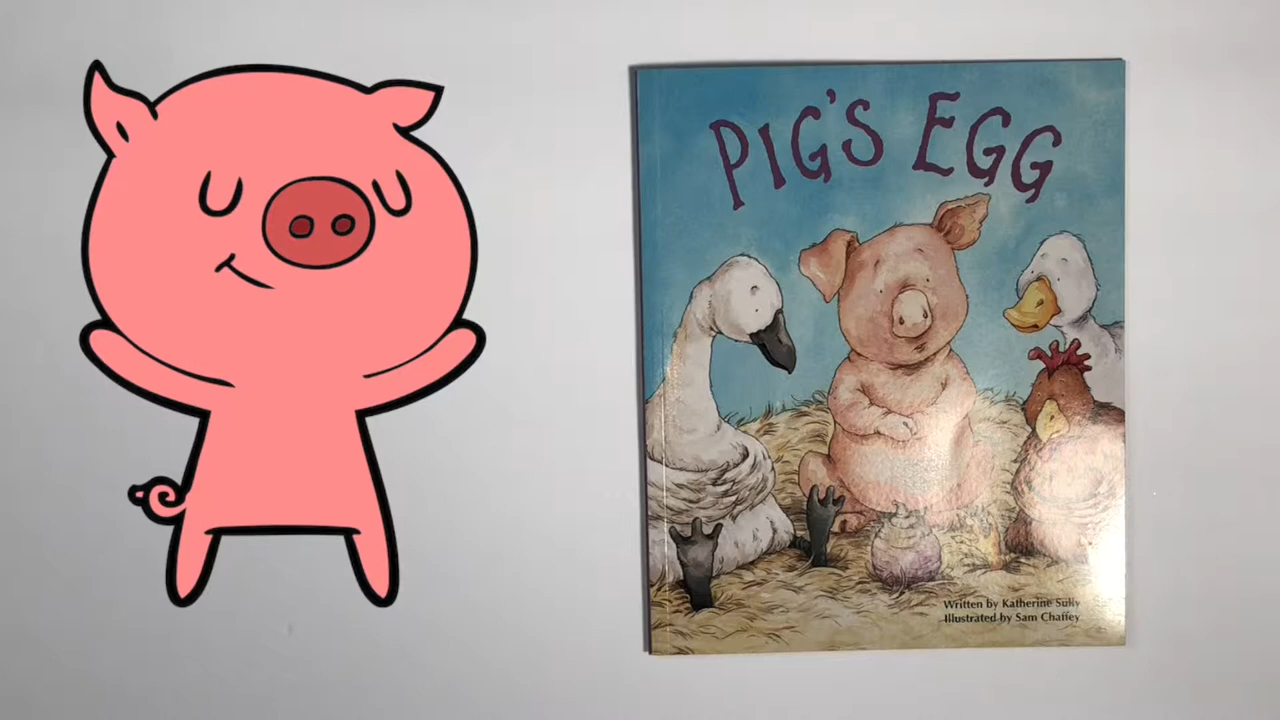 PIG'S EGG
Written by Katherine Sully
Illustrated by Sam Chaffey